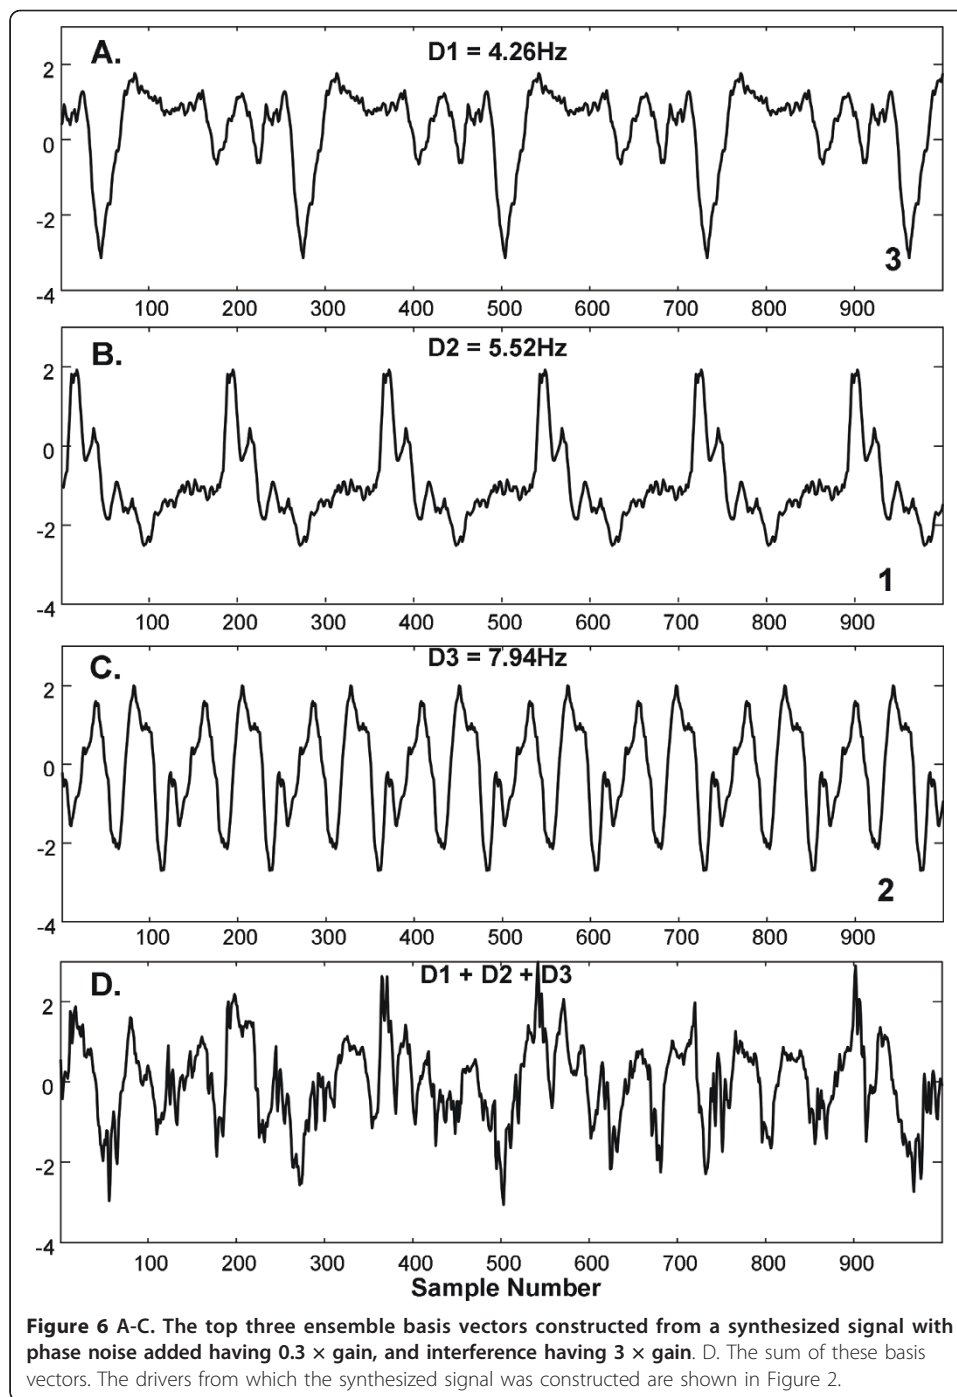 A.
D1 = 4.26Hz
2
0
-2
-4
3
100 200 300 400 500 600 700 800 900
B.
D2 = 5.52Hz
2
0
-2
-4
1
100 200 300 400 500 600 700 800 900
C.
D3 = 7.94Hz
2
0
-2
-4
2
100 200 300 400 500 600 700 800 900
D.
D1 + D2 + D3
2
0
-2
-4
100 200 300 400 500 600 700 800 900
Sample Number
Figure 6 A-C. The top three ensemble basis vectors constructed from a synthesized signal with
phase noise added having 0.3 × gain, and interference having 3 × gain. D. The sum of these basis
vectors. The drivers from which the synthesized signal was constructed are shown in Figure 2.